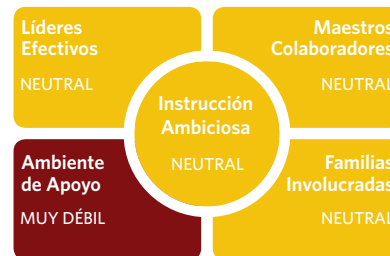 Líderes
Efectivos
NEUTRAL
Maestros
Colaboradores
NEUTRAL
Instrucción
Ambiciosa
NEUTRAL
Ambiente
de Apoyo
MUY DÉBIL
Familias
Involucradas
NEUTRAL